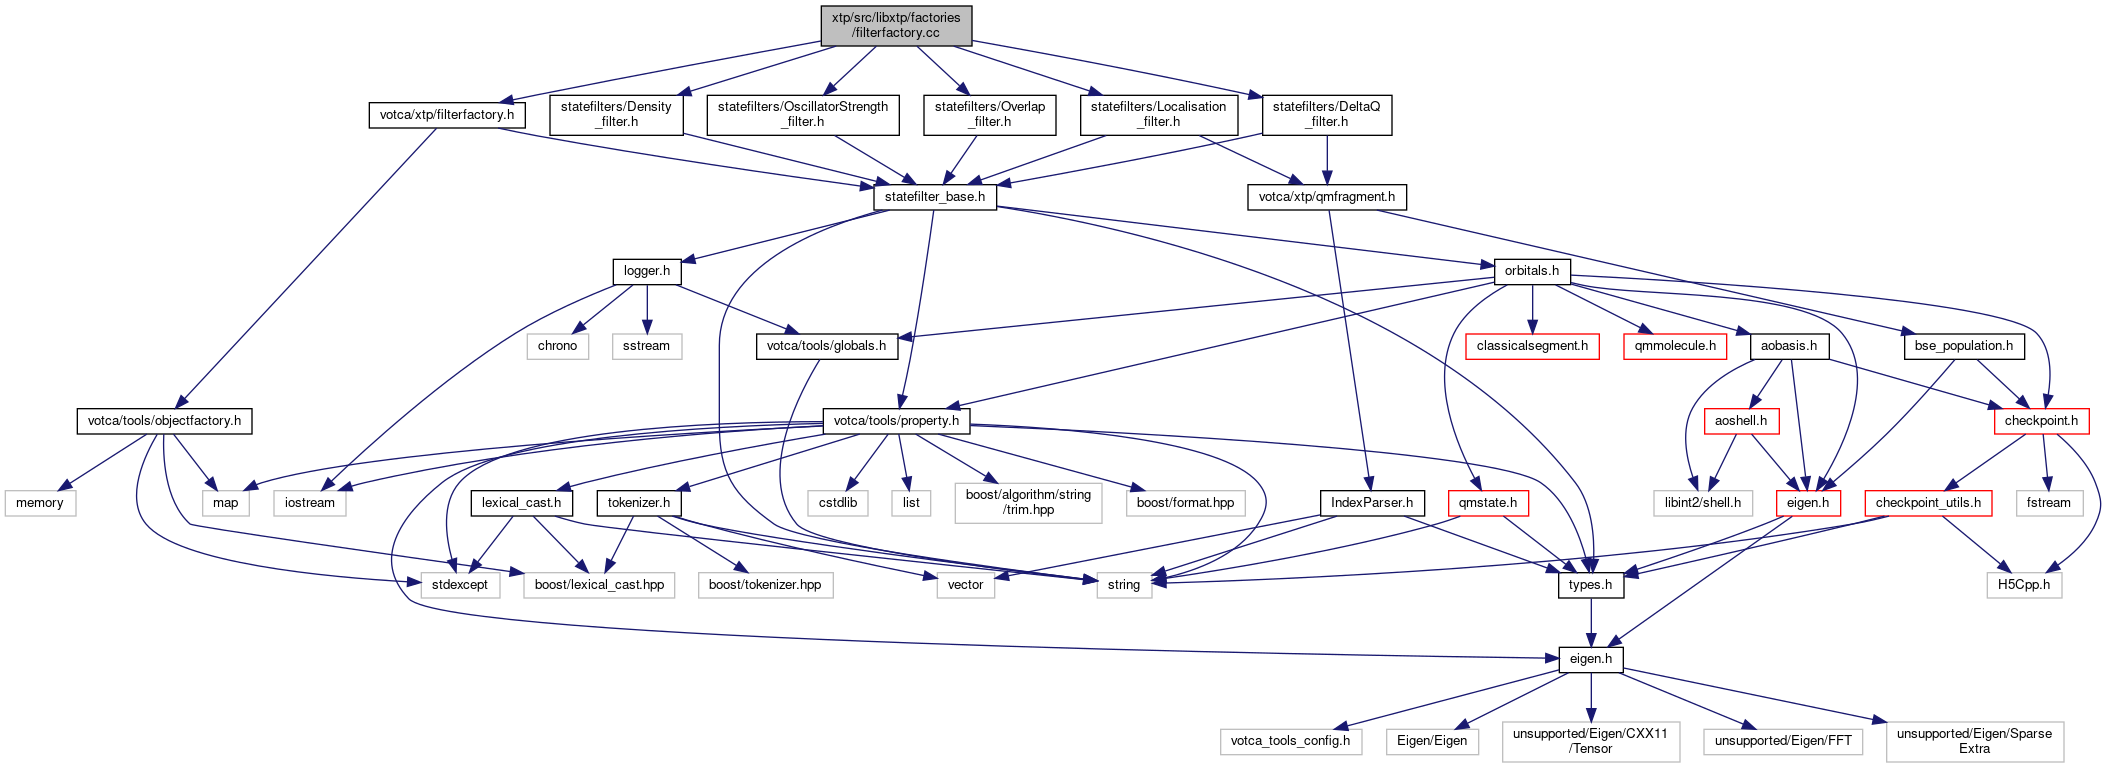 xtp/src/libxtp/factories
/filterfactory.cc
votca/xtp/filterfactory.h
statefilters/Density
_filter.h
statefilters/OscillatorStrength
_filter.h
statefilters/Overlap
_filter.h
statefilters/Localisation
_filter.h
statefilters/DeltaQ
_filter.h
statefilter_base.h
votca/xtp/qmfragment.h
logger.h
orbitals.h
chrono
sstream
votca/tools/globals.h
classicalsegment.h
qmmolecule.h
aobasis.h
bse_population.h
votca/tools/objectfactory.h
votca/tools/property.h
aoshell.h
checkpoint.h
memory
map
iostream
lexical_cast.h
tokenizer.h
cstdlib
list
boost/algorithm/string
/trim.hpp
boost/format.hpp
IndexParser.h
qmstate.h
libint2/shell.h
eigen.h
checkpoint_utils.h
fstream
stdexcept
boost/lexical_cast.hpp
boost/tokenizer.hpp
vector
string
types.h
H5Cpp.h
eigen.h
votca_tools_config.h
Eigen/Eigen
unsupported/Eigen/CXX11
/Tensor
unsupported/Eigen/FFT
unsupported/Eigen/Sparse
Extra